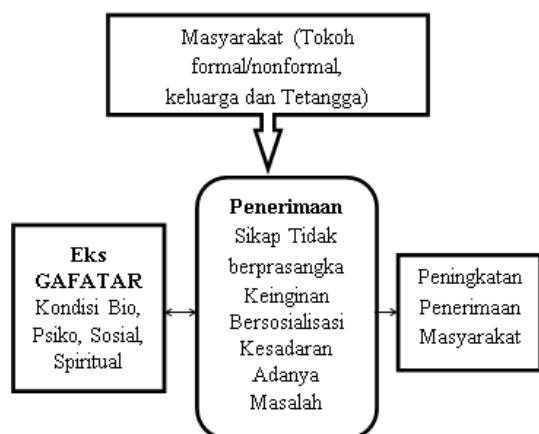 Masyarakat (Tokoh
formal/nonformal,
keluarga dan Tetangga)
Penerimaan
Sikap Tidak
berprasangka
Keinginan
Bersosialisasi
Kesadaran
Adanya
Masalah
Eks
GAFATAR
Kondisi Bio,
Psiko, Sosial,
Spiritual
Peningkatan
Penerimaan
Masyarakat